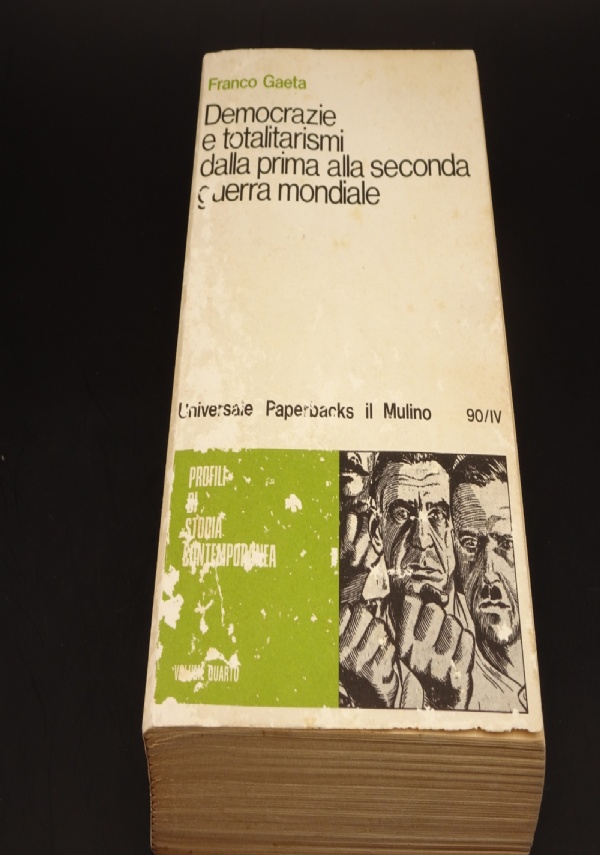 Franco Gaeta
Democrazie
e totalitarismi
dalla prima alla seconda
guerra mondiale
Universale Paperbacks il Mulino 90/IV
PROFILI
DI
STORIA
CONTEMPORANEA
VOLUME QUARTO